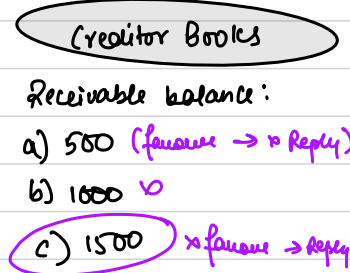 Creditor Books
Receivable balance:
a) 500 (favour → × Reply)
b) 1000
c) 1500 × favour → Reply